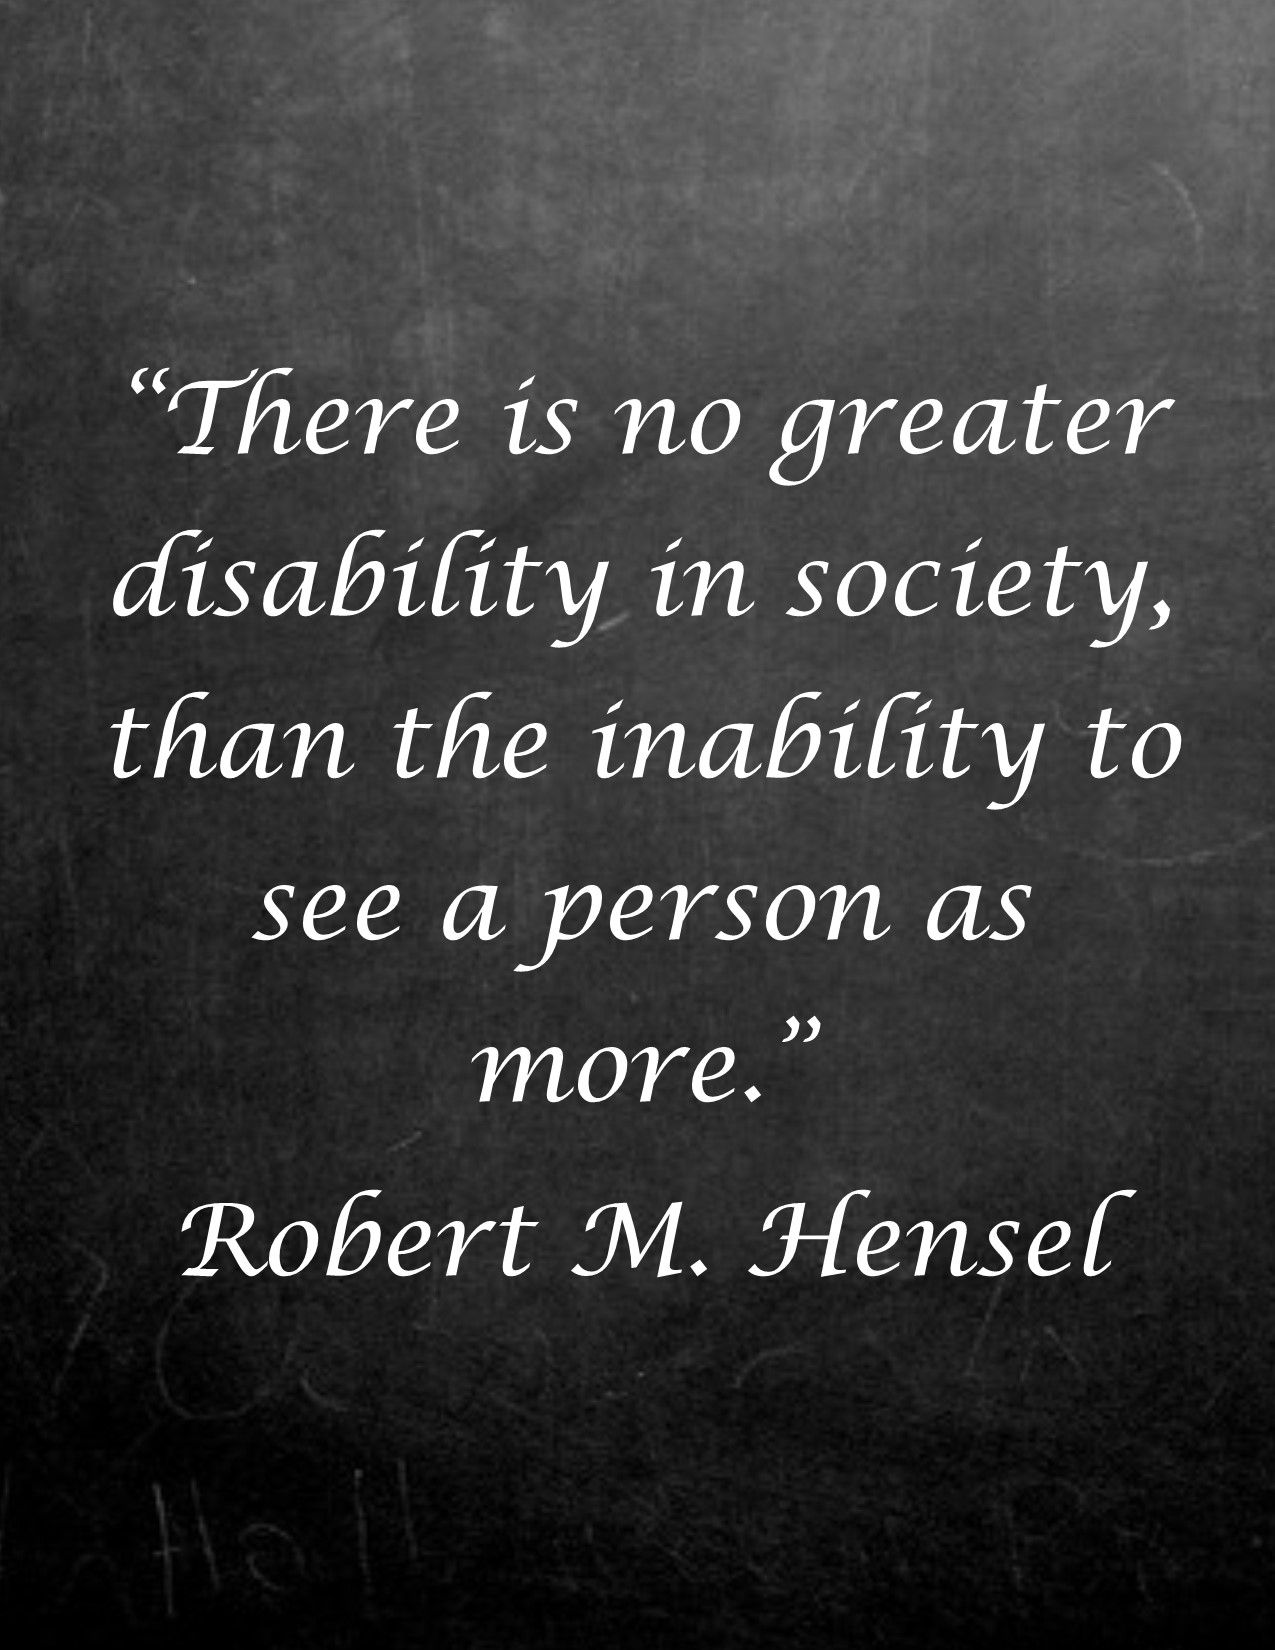 “There is no greater
disability in society,
than the inability to
see a person as
more.”
Robert M. Hensel